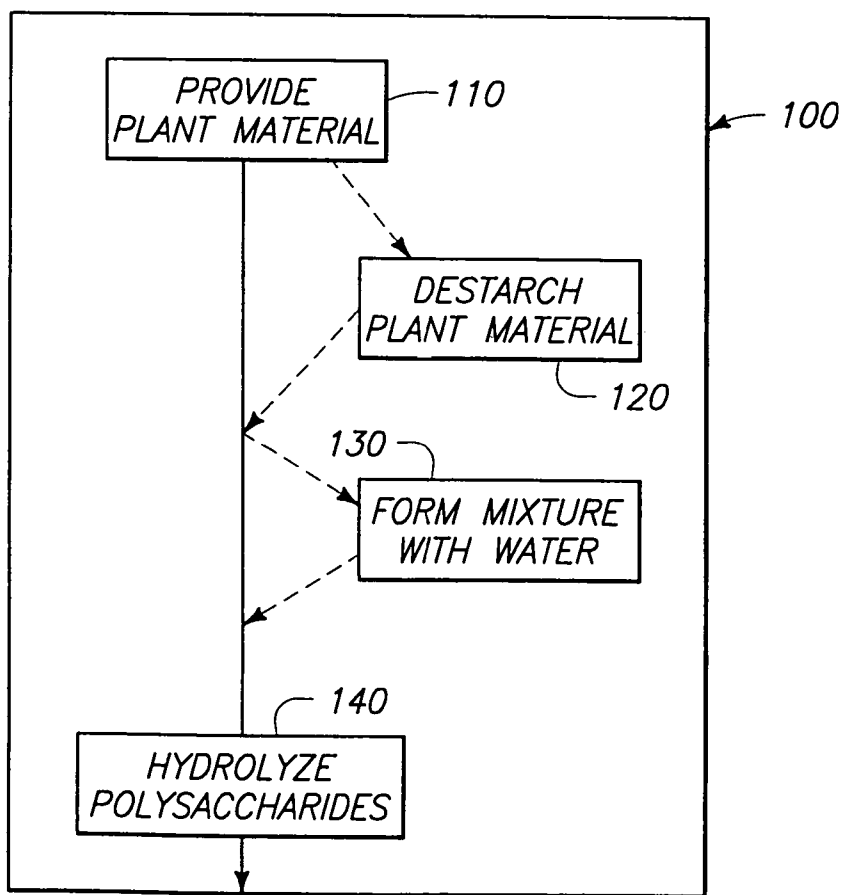 PROVIDE
PLANT MATERIAL
110
100
DESTARCH
PLANT MATERIAL
120
130
FORM MIXTURE
WITH WATER
140
HYDROLYZE
POLYSACCHARIDES